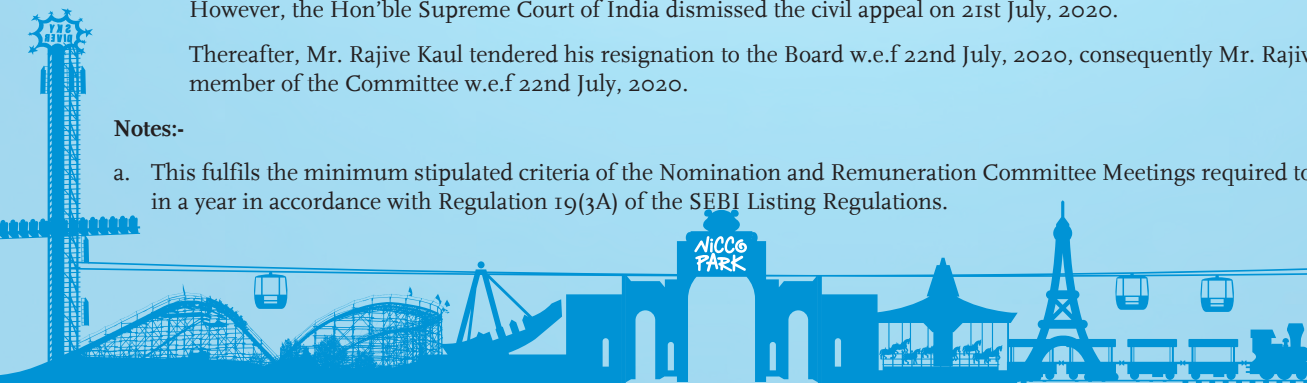 However, the Hon'ble Supreme Court of India dismissed the civil appeal on 21st July, 2020.
Thereafter, Mr. Rajive Kaul tendered his resignation to the Board w.e.f 22nd July, 2020, consequently Mr. Rajiv
member of the Committee w.e.f 22nd July, 2020.
Notes:-
a. This fulfils the minimum stipulated criteria of the Nomination and Remuneration Committee Meetings required to
in a year in accordance with Regulation 19(3A) of the SEBI Listing Regulations.
SKY
DIVER
NICCO
PARK